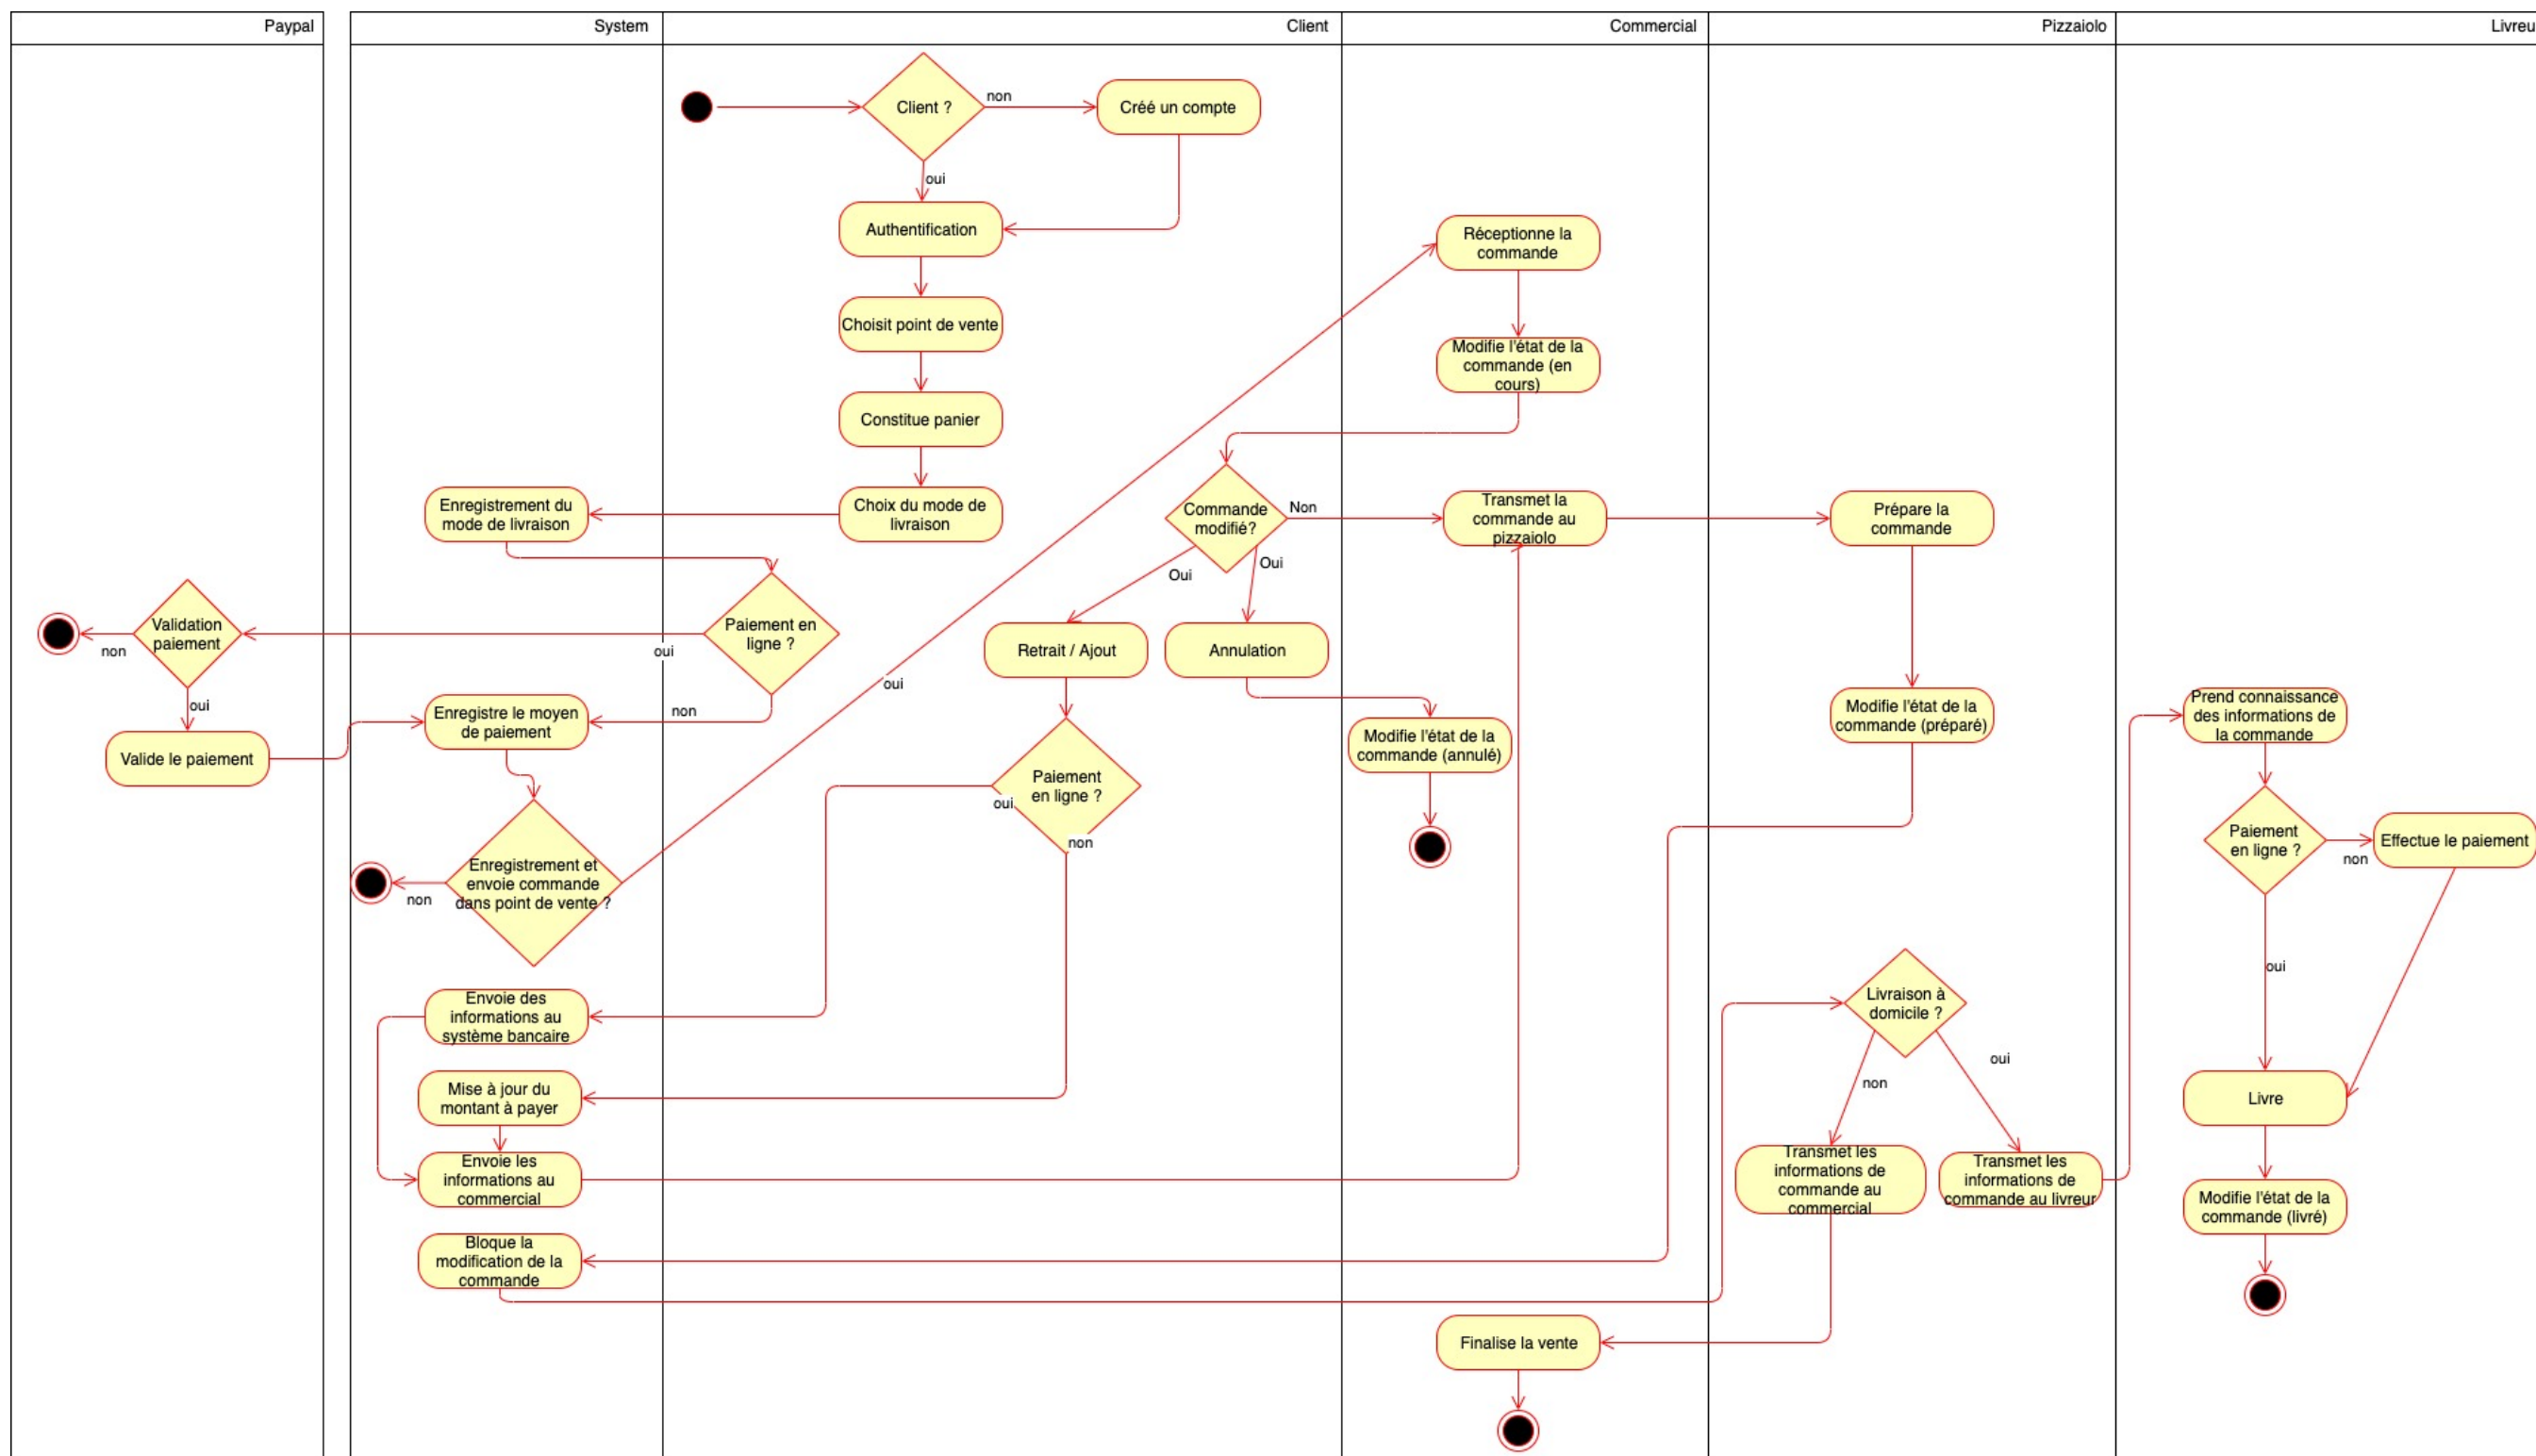 Paypal
System
Client
Commercial
Pizzaiolo
Livreu
Client ?
non
Créé un compte
oui
Authentification
Choisit point de vente
Constitue panier
Choix du mode de
livraison
Enregistrement du
mode de livraison
Paiement en
ligne ?
oui
non
Validation
paiement
non
oui
Valide le paiement
Enregistre le moyen
de paiement
Enregistrement et
envoie commande
dans point de vente ?
non
oui
Réceptionne la
commande
Modifie l'état de la
commande (en
cours)
Commande
modifié?
Non
Oui
Oui
Retrait / Ajout
Annulation
Modifie l'état de la
commande (annulé)
Paiement
en ligne ?
oui
non
Envoie des
informations au
système bancaire
Mise à jour du
montant à payer
Envoie les
informations au
commercial
Transmet la
commande au
pizzaiolo
Prépare la
commande
Modifie l'état de la
commande (préparé)
Bloque la
modification de la
commande
Livraison à
domicile ?
non
oui
Transmet les
informations de
commande au
commercial
Transmet les
informations de
commande au livreur
Finalise la vente
Prend connaissance
des informations de
la commande
Paiement
en ligne ?
non
Effectue le paiement
oui
Livre
Modifie l'état de la
commande (livré)